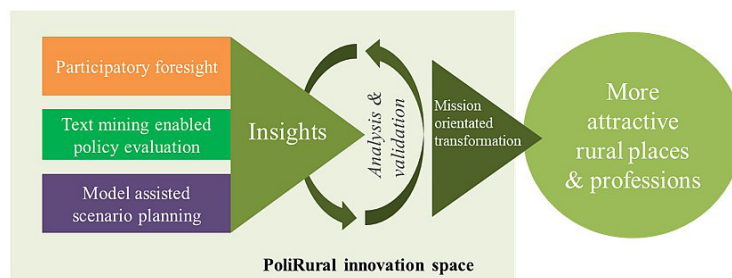 Participatory foresight
Text mining enabled
policy evaluation
Model assisted
scenario planning
Insights
Analysis &
validation
Mission
orientated
transformation
More
attractive
rural places
& professions
PoliRural innovation space